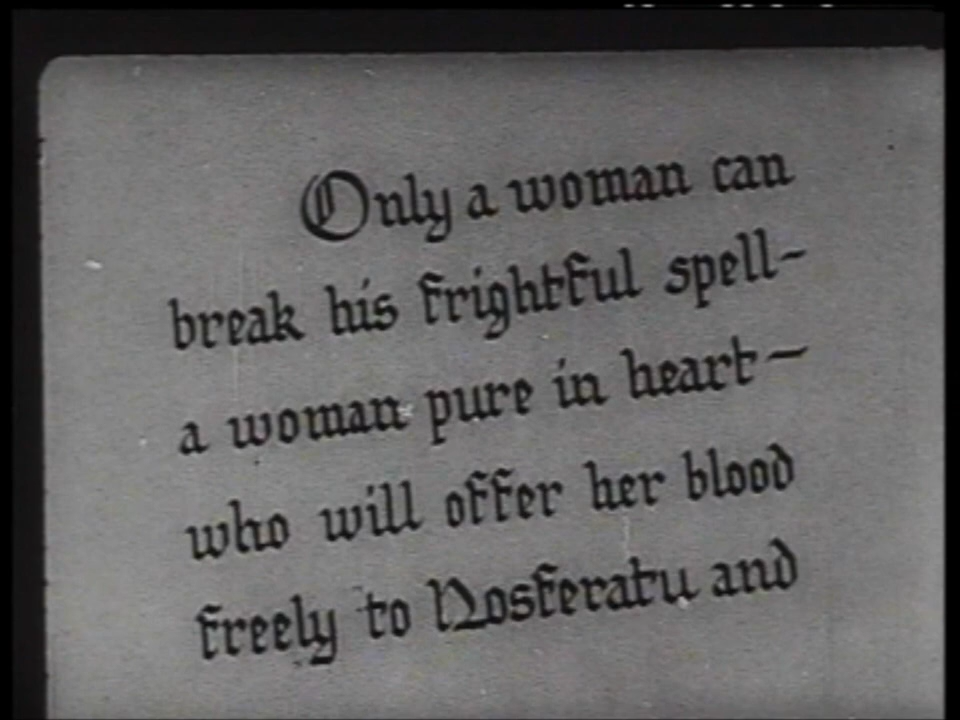 Only a woman can
break his frightful spell-
a woman pure in heart—
who will offer her blood
freely to Nosferatu and